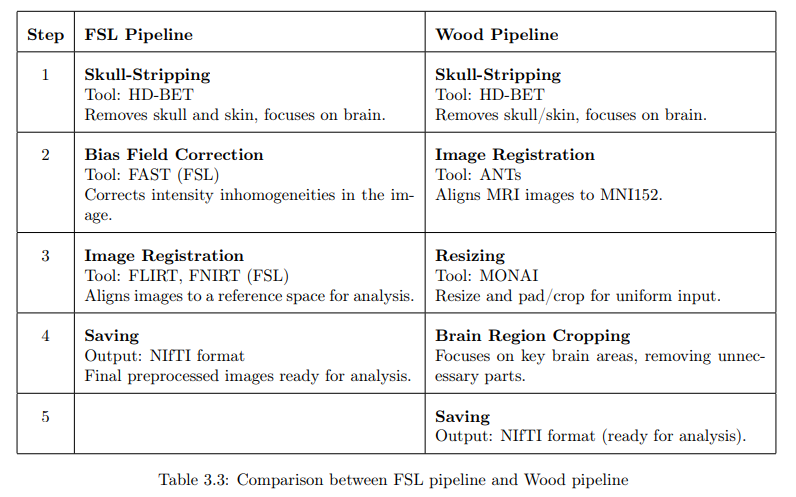 Step FSL Pipeline Wood Pipeline
1 Skull-Stripping Skull-Stripping
Tool: HD-BET Tool: HD-BET
Removes skull and skin, focuses on brain. Removes skull/skin, focuses on brain.
2 Bias Field Correction Image Registration
Tool: FAST (FSL) Tool: ANTs
Corrects intensity inhomogeneities in the im- Aligns MRI images to MNI152.
age.
3 Image Registration Resizing
Tool: FLIRT, FNIRT (FSL) Tool: MONAI
Aligns images to a reference space for analysis. Resize and pad/crop for uniform input.
4 Saving Brain Region Cropping
Output: NIfTI format Focuses on key brain areas, removing unnec-
Final preprocessed images ready for analysis. essary parts.
5 Saving
Output: NIfTI format (ready for analysis).
Table 3.3: Comparison between FSL pipeline and Wood pipeline